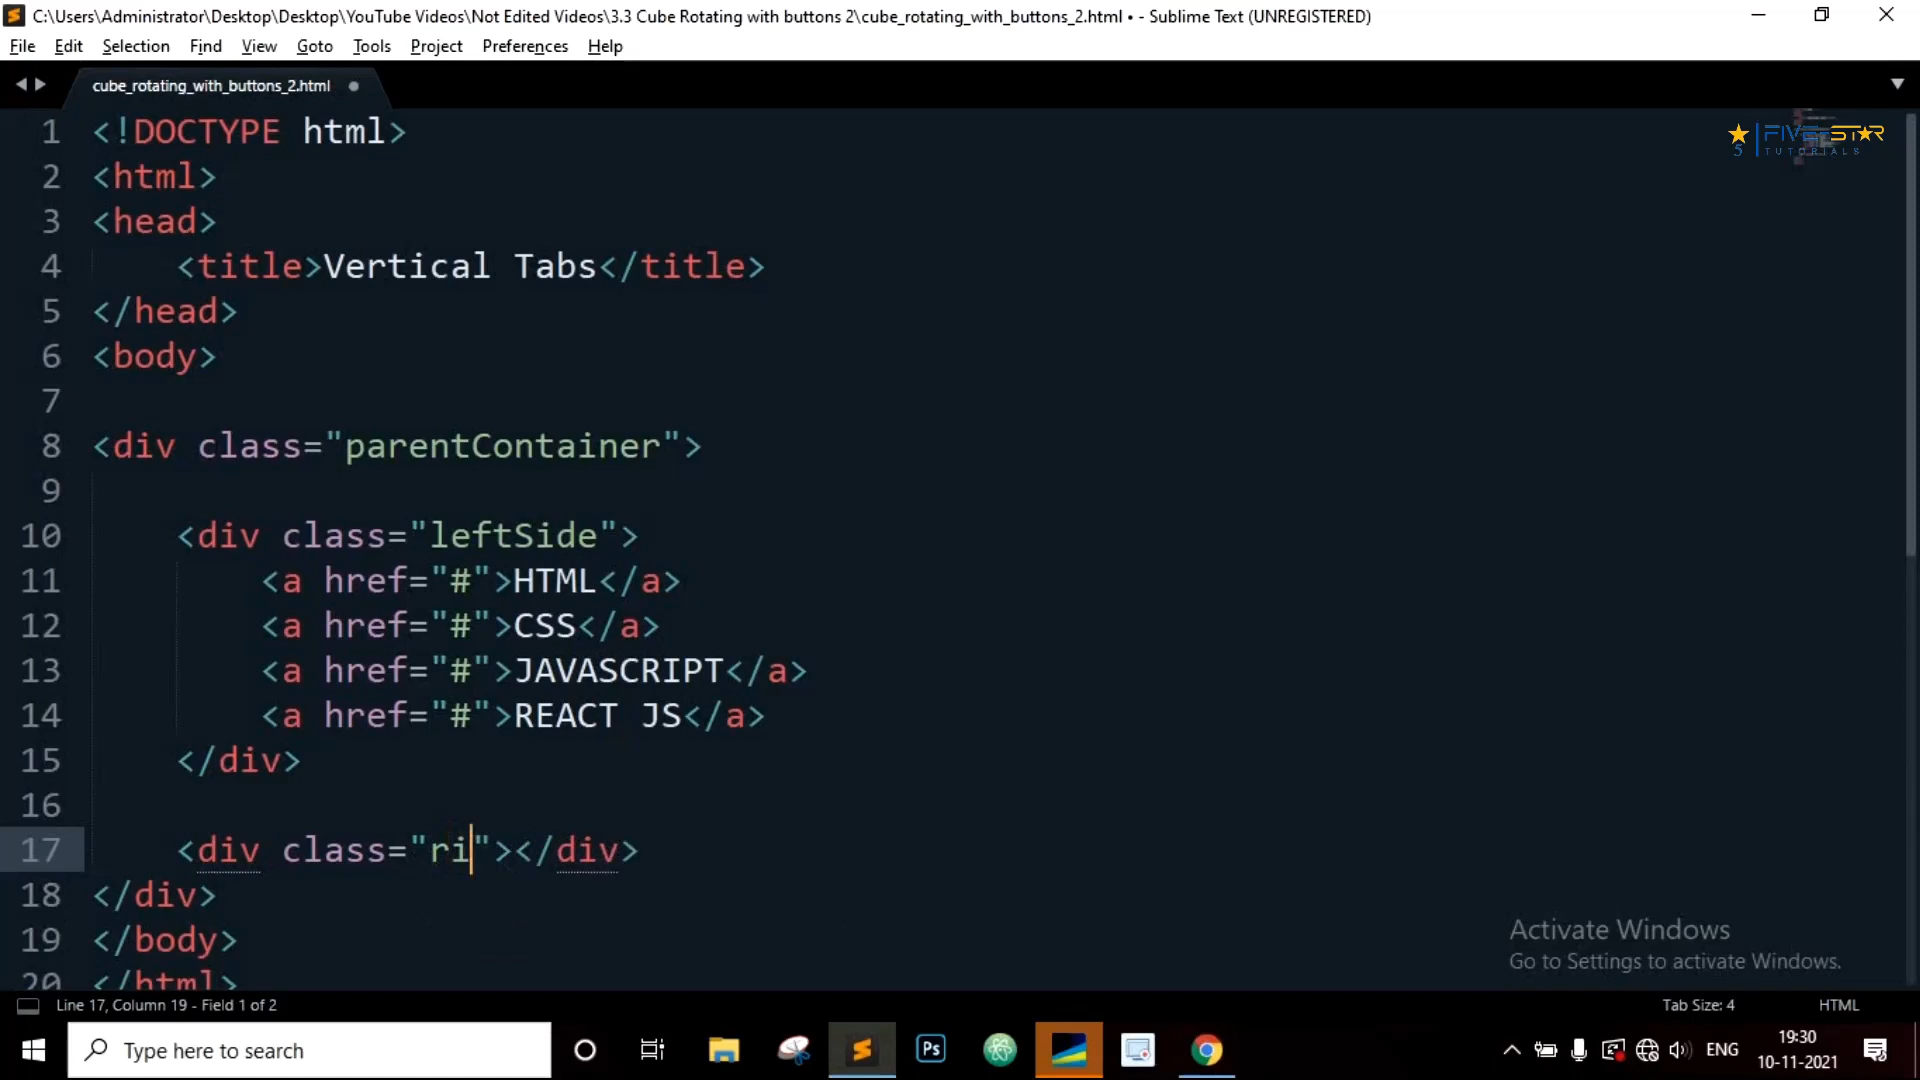 C:\Users\Administrator\Desktop\Desktop\YouTube Videos\Not Edited Videos\3.3 Cube Rotating with buttons 2\cube_rotating_with_buttons_2.html • - Sublime Text (UNREGISTERED)
File Edit Selection Find View Goto Tools Project Preferences Help
cube_rotating_with_buttons_2.html
1 <!DOCTYPE html>
2 <html>
3 <head>
4 <title>Vertical Tabs</title>
5 </head>
6 <body>
7
8 <div class="parentContainer">
9
10 <div class="leftSide">
11 <a href="#">HTML</a>
12 <a href="#">CSS</a>
13 <a href="#">JAVASCRIPT</a>
14 <a href="#">REACT JS</a>
15 </div>
16
17 <div class="ri"></div>
18 </div>
19 </body>
20 </html>
5 FIVE STAR
TUTORIALS
Activate Windows
Go to Settings to activate Windows.
Line 17, Column 19 - Field 1 of 2 Tab Size: 4 HTML
Type here to search Ps ENG 19:30
10-11-2021